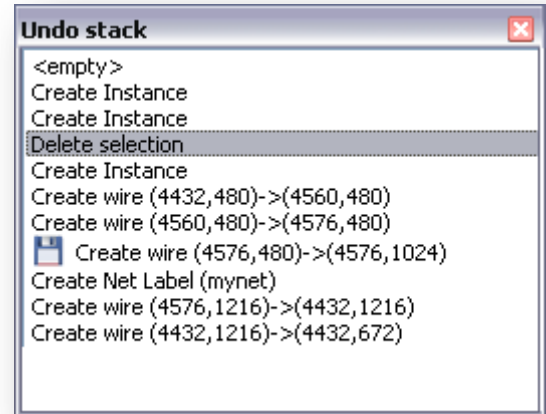 Undo stack
<empty>
Create Instance
Create Instance
Delete selection
Create Instance
Create wire (4432,480)->(4560,480)
Create wire (4560,480)->(4576,480)
Create wire (4576,480)->(4576,1024)
Create Net Label (mynet)
Create wire (4576,1216)->(4432,1216)
Create wire (4432,1216)->(4432,672)